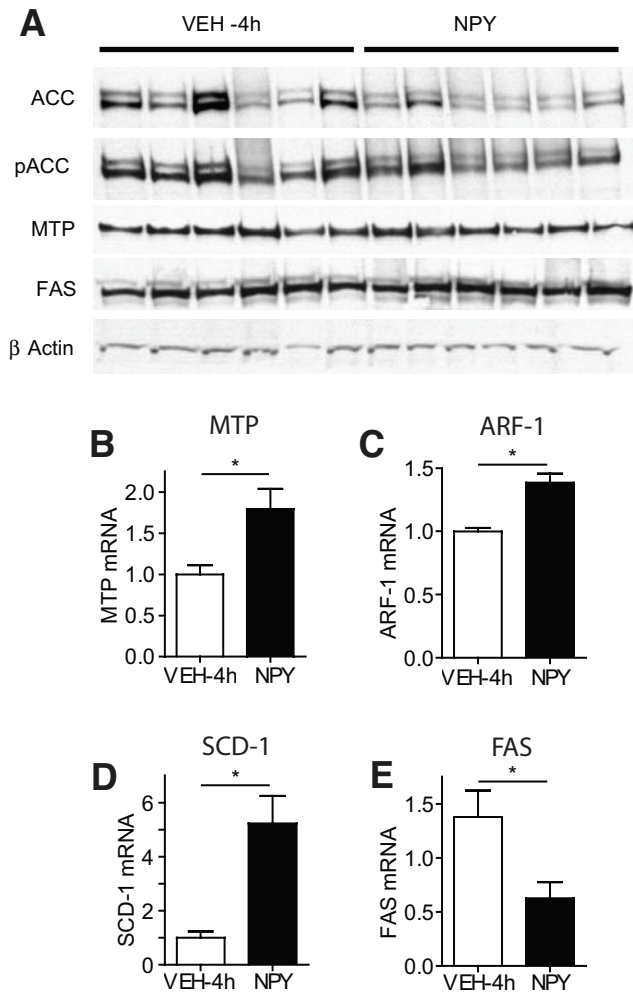 A
VEH -4h
NPY
ACC
pACC
MTP
FAS
β Actin
B
MTP
*
MTP mRNA
2.0
1.5
1.0
0.5
0.0
VEH-4h
NPY
C
ARF-1
*
ARF-1 mRNA
1.5
1.0
0.5
0.0
VEH-4h
NPY
D
SCD-1
*
SCD-1 mRNA
6
4
2
0
VEH-4h
NPY
E
FAS
*
FAS mRNA
1.5
1.0
0.5
0.0
VEH-4h
NPY